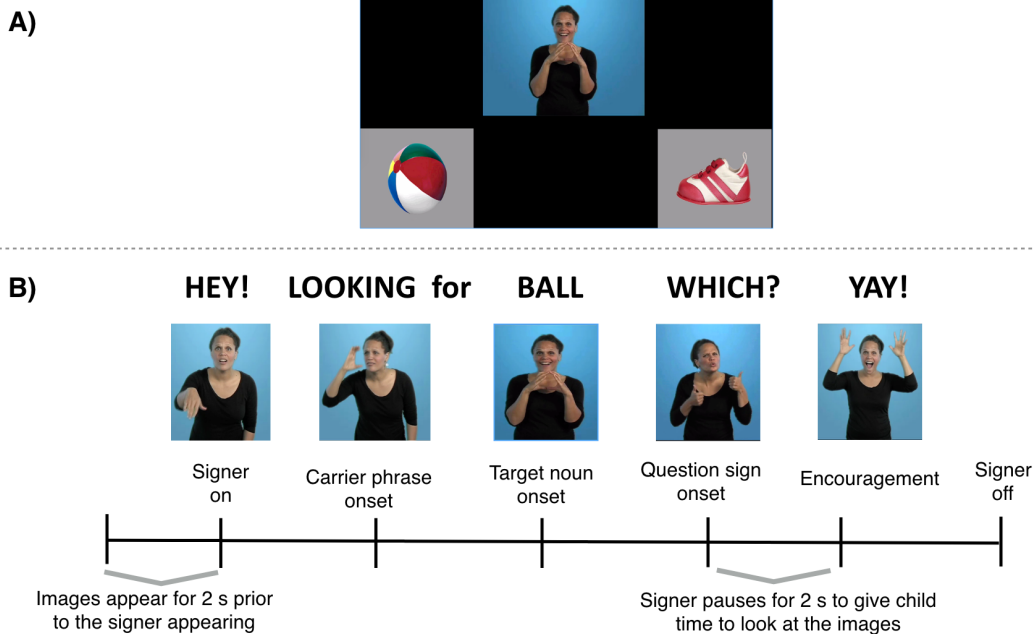 A)
B)
HEY! LOOKING for BALL WHICH? YAY!
Signer
on
Carrier phrase
onset
Target noun
onset
Question sign
onset
Encouragement
Signer
off
Images appear for 2 s prior
to the signer appearing
Signer pauses for 2 s to give child
time to look at the images